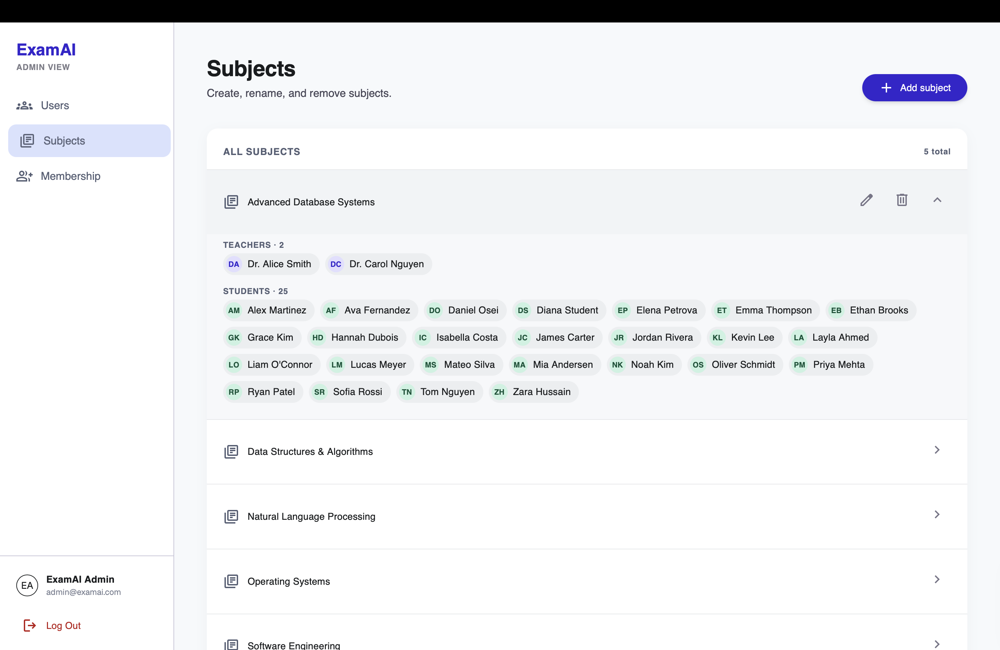 ExamAI
ADMIN VIEW
Users
Subjects
Membership
ExamAI Admin
EA
admin@examai.com
Log Out
Subjects
Create, rename, and remove subjects.
Add subject
ALL SUBJECTS
5 total
Advanced Database Systems
TEACHERS · 2
DA Dr. Alice Smith DC Dr. Carol Nguyen
STUDENTS · 25
AM Alex Martinez AF Ava Fernandez DO Daniel Osei DS Diana Student EP Elena Petrova ET Emma Thompson EB Ethan Brooks
GK Grace Kim HD Hannah Dubois IC Isabella Costa JC James Carter JR Jordan Rivera KL Kevin Lee LA Layla Ahmed
LO Liam O'Connor LM Lucas Meyer MS Mateo Silva MA Mia Andersen NK Noah Kim OS Oliver Schmidt PM Priya Mehta
RP Ryan Patel SR Sofia Rossi TN Tom Nguyen ZH Zara Hussain
Data Structures & Algorithms
Natural Language Processing
Operating Systems
Software Engineering